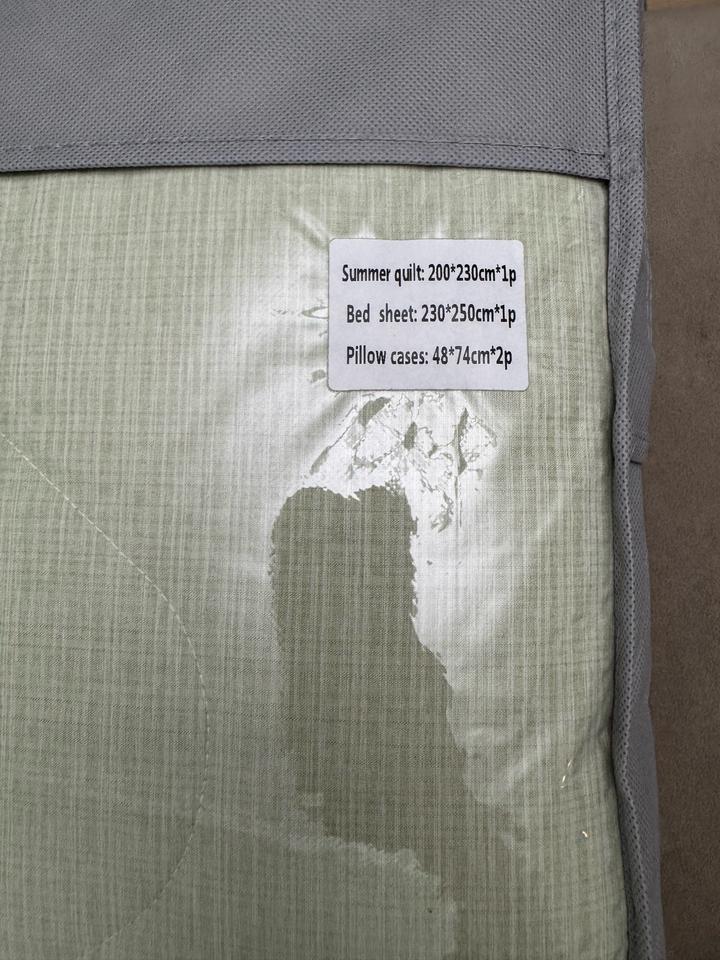 Summer quilt: 200*230cm*1p
Bed sheet: 230*250cm*1p
Pillow cases: 48*74cm*2p